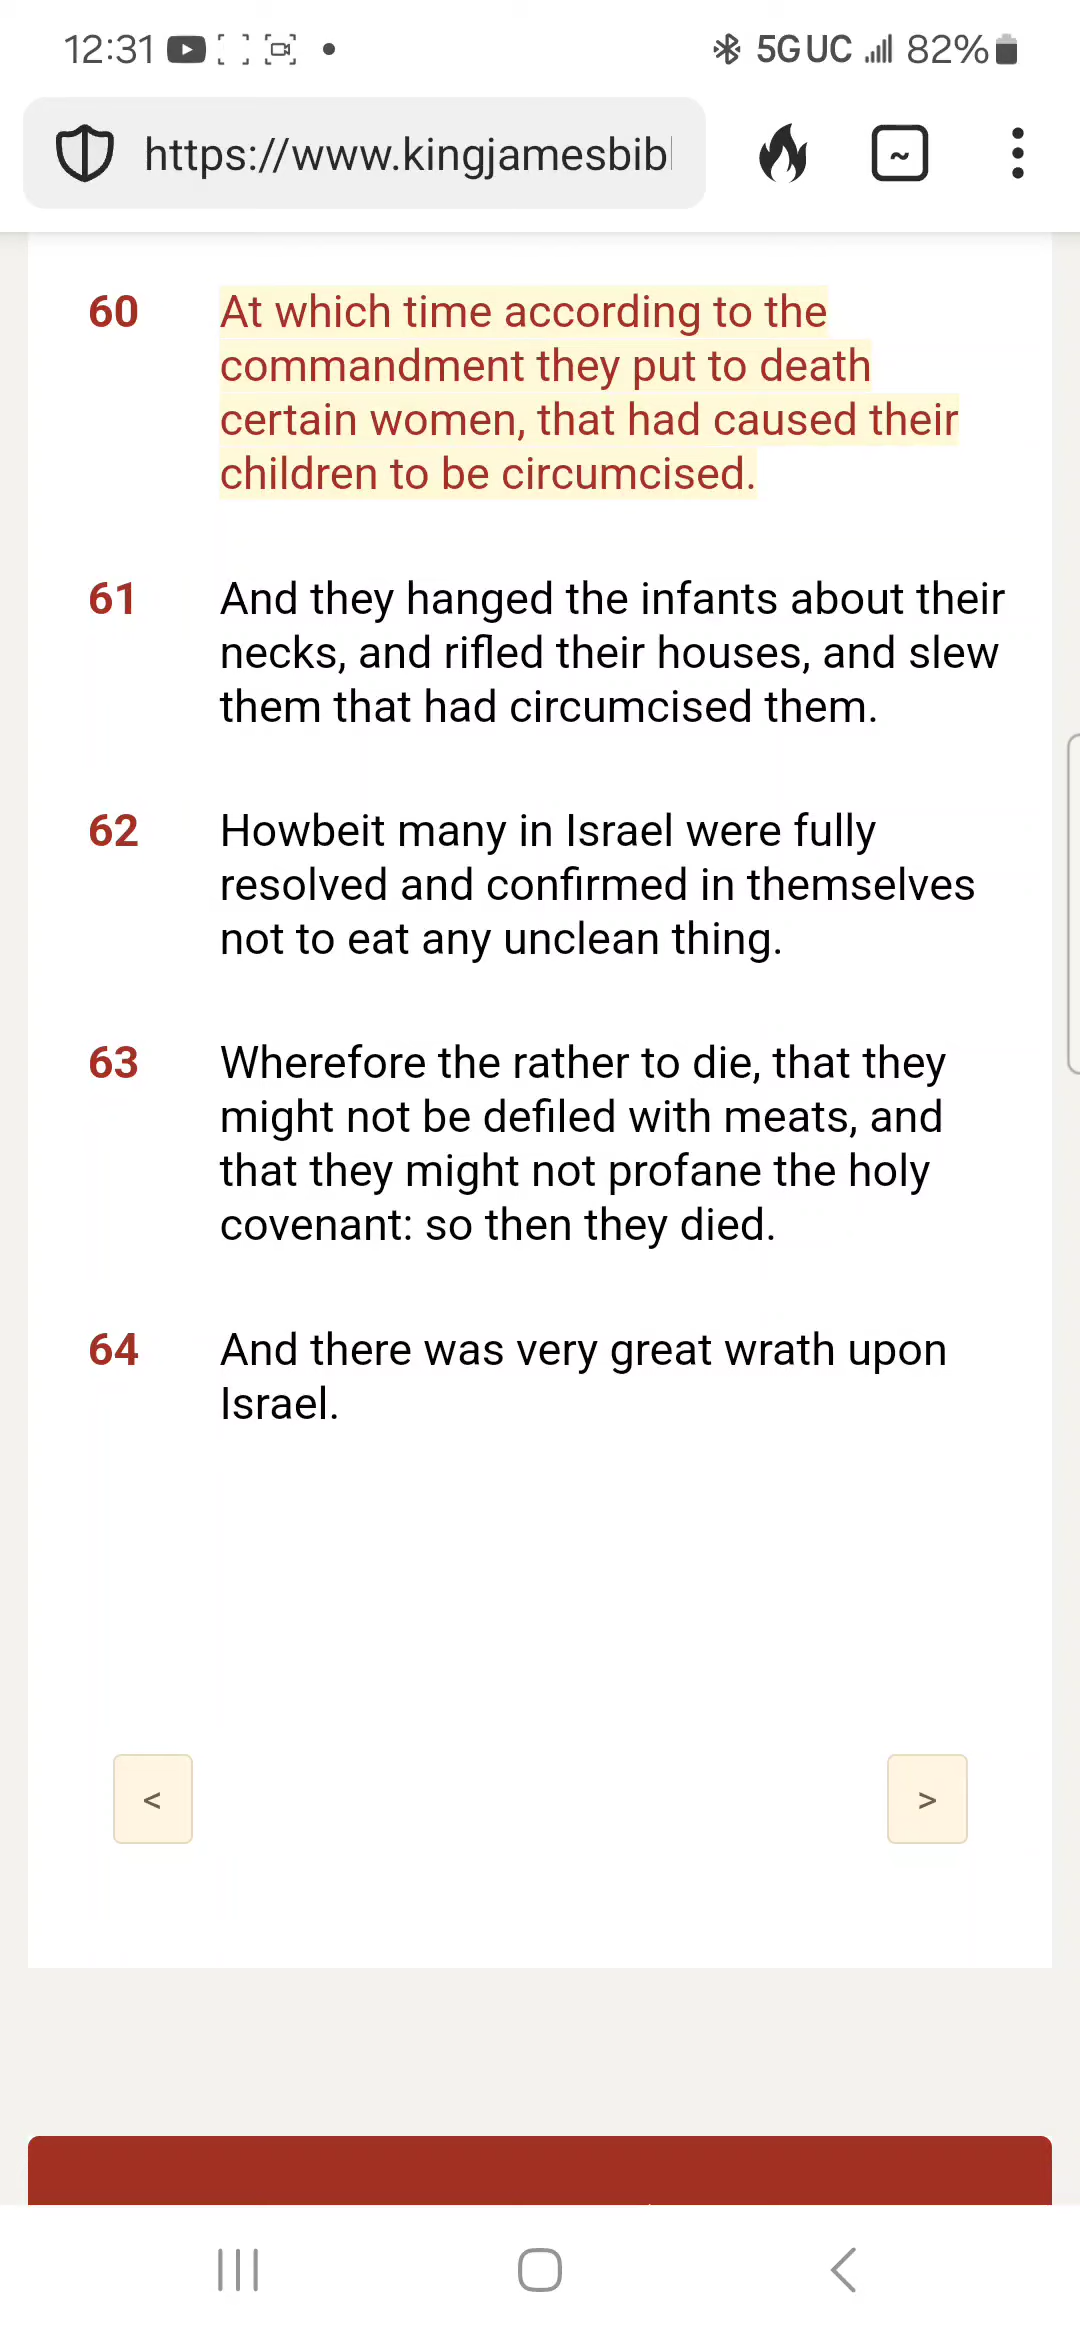 12:31
5G UC 82%
https://www.kingjamesbib
~
60 At which time according to the
commandment they put to death
certain women, that had caused their
children to be circumcised.
61 And they hanged the infants about their
necks, and rifled their houses, and slew
them that had circumcised them.
62 Howbeit many in Israel were fully
resolved and confirmed in themselves
not to eat any unclean thing.
63 Wherefore the rather to die, that they
might not be defiled with meats, and
that they might not profane the holy
covenant: so then they died.
64 And there was very great wrath upon
Israel.
< >